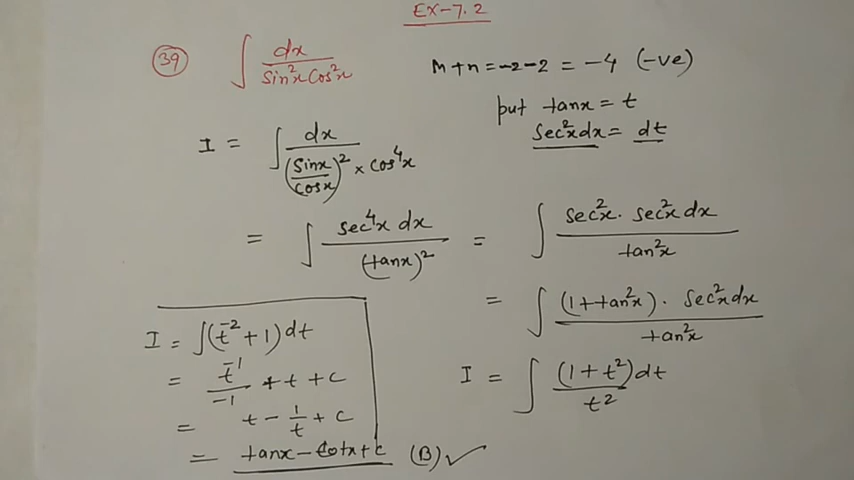 EX-7.2
39 ∫ dx / Sin²x Cos²x
m+n = -2-2 = -4 (-ve)
put tanx = t
Sec²x dx = dt
I = ∫ dx / (Sinx/Cosx)² × Cos⁴x
= ∫ Sec⁴x dx / (tanx)² = ∫ Sec²x · Sec²x dx / tan²x
= ∫ (1+tan²x) · Sec²x dx / tan²x
I = ∫ (1+t²)dt / t²
I = ∫(t⁻²+1)dt
= t⁻¹/-1 + t + c
= t - 1/t + c
= tanx - Cotx + c (B) ✓